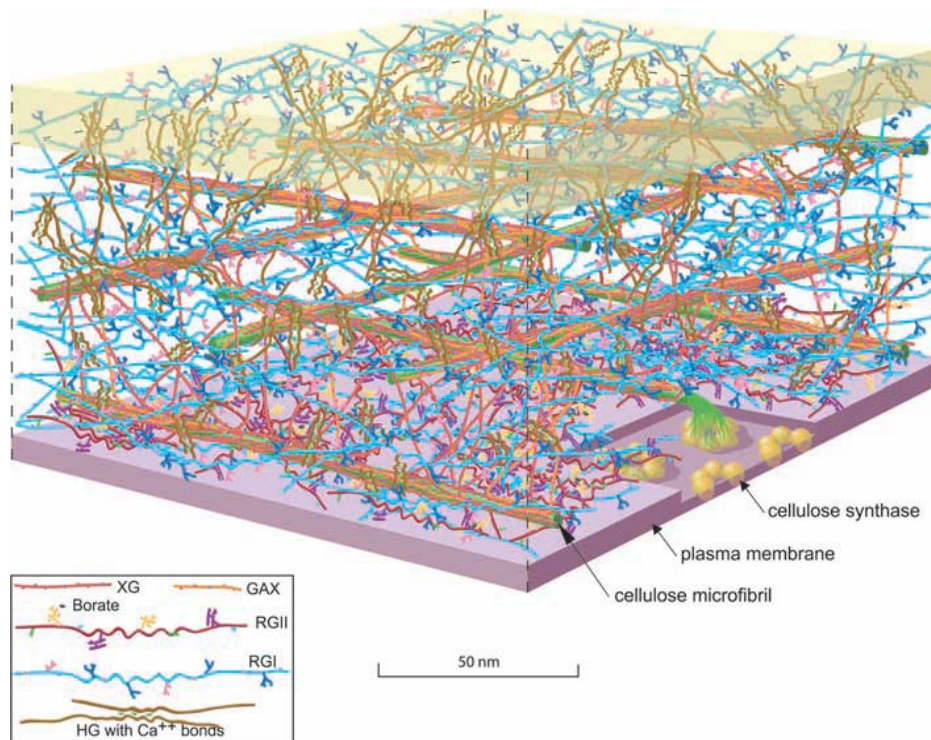 cellulose synthase
plasma membrane
cellulose microfibril
XG
GAX
Borate
RGII
RGI
HG with Ca++ bonds
50 nm